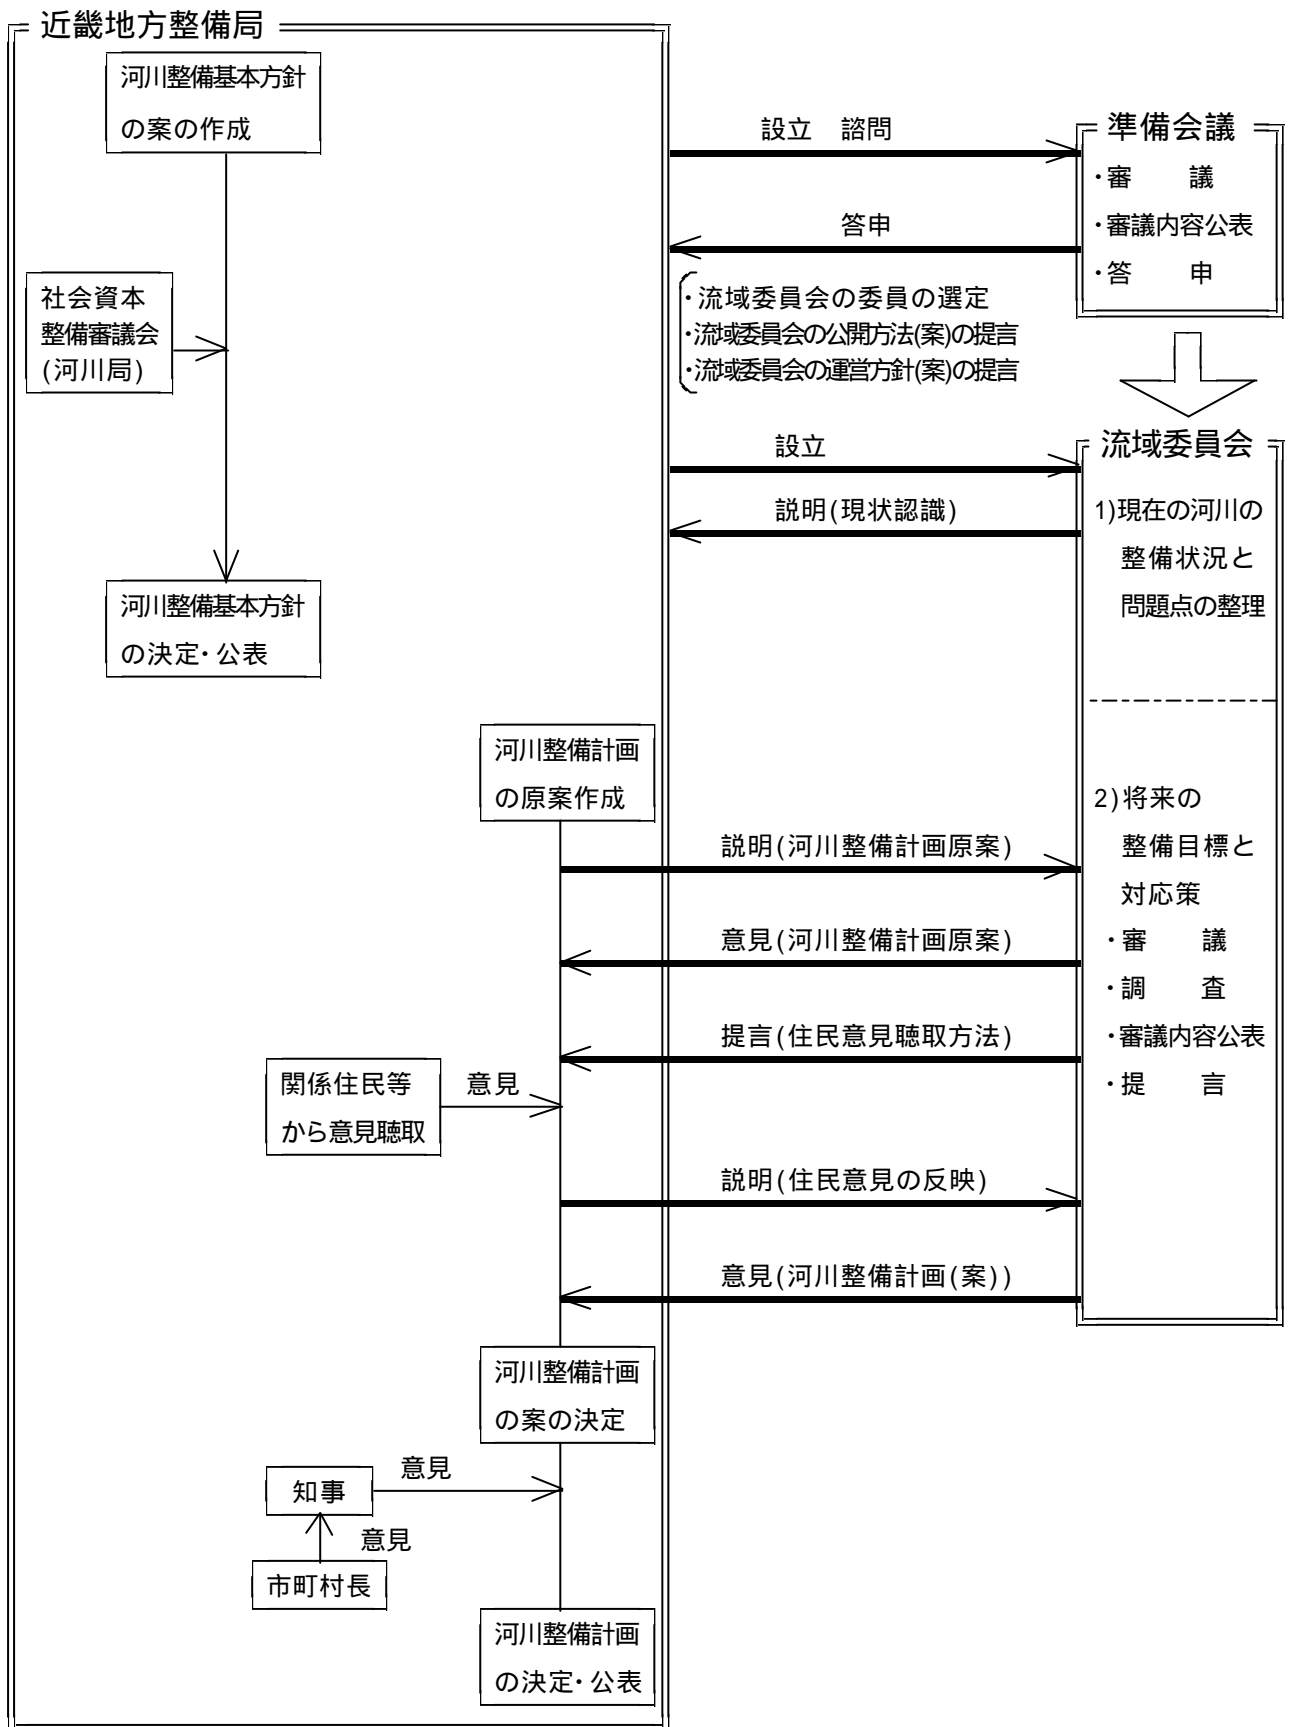 近畿地方整備局
河川整備基本方針
の案の作成
社会資本
整備審議会
(河川局)
河川整備基本方針
の決定・公表
設立　諮問
答申
・流域委員会の委員の選定
・流域委員会の公開方法(案)の提言
・流域委員会の運営方針(案)の提言
準備会議
・審　　議
・審議内容公表
・答　　申
設立
説明(現状認識)
流域委員会
1)現在の河川の
整備状況と
問題点の整理
2)将来の
整備目標と
対応策
・審　　議
・調　　査
・審議内容公表
・提　　言
河川整備計画
の原案作成
説明(河川整備計画原案)
意見(河川整備計画原案)
提言(住民意見聴取方法)
関係住民等
から意見聴取
意見
説明(住民意見の反映)
意見(河川整備計画(案))
河川整備計画
の案の決定
知事
意見
意見
市町村長
河川整備計画
の決定・公表